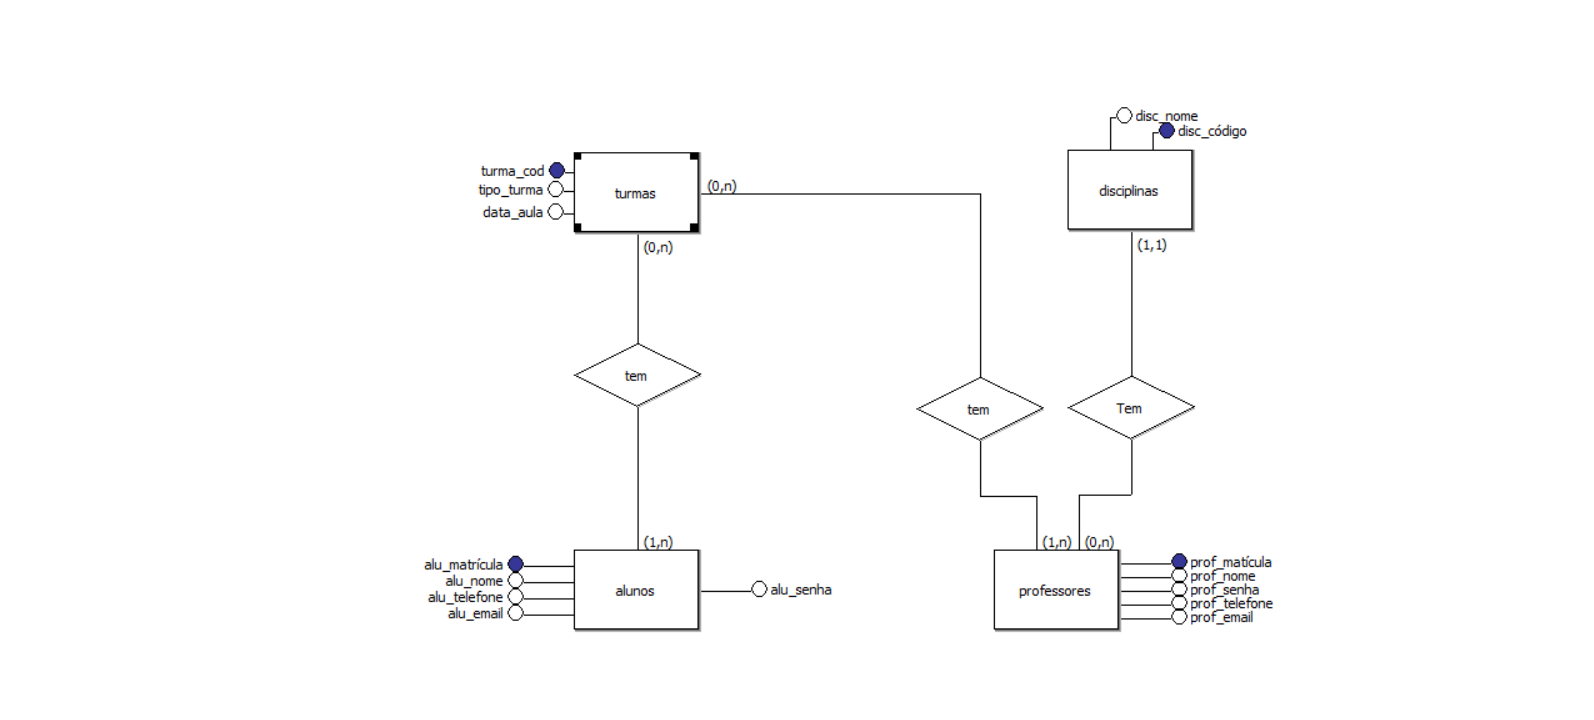 disc_nome
disc_código
turma_cod
tipo_turma
data_aula
turmas
(0,n)
(0,n)
disciplinas
(1,1)
tem
tem
Tem
(1,n)
(1,n)
(0,n)
alu_matrícula
alu_nome
alu_telefone
alu_email
alunos
alu_senha
professores
prof_matícula
prof_nome
prof_senha
prof_telefone
prof_email